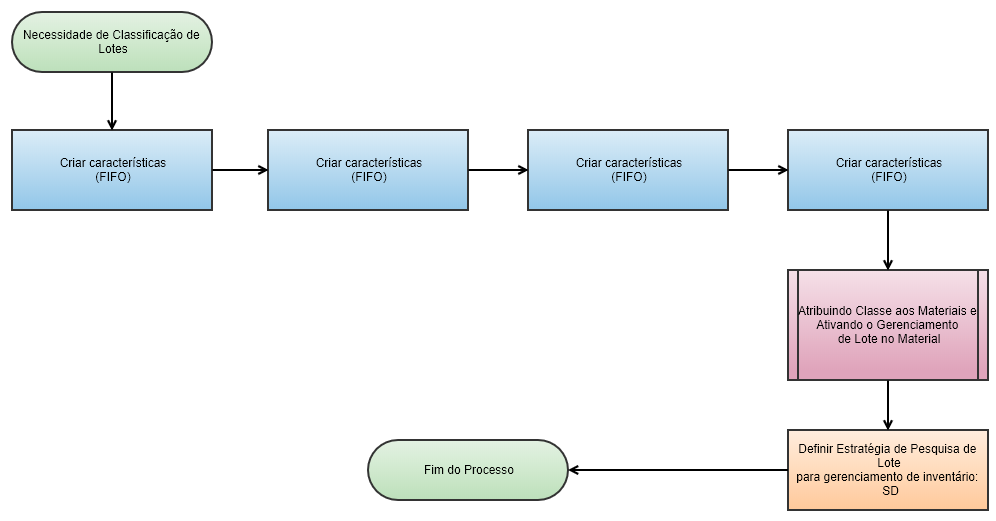 Necessidade de Classificação de
Lotes
Criar características
(FIFO)
Criar características
(FIFO)
Criar características
(FIFO)
Criar características
(FIFO)
Atribuindo Classe aos Materiais e
Ativando o Gerenciamento
de Lote no Material
Definir Estratégia de Pesquisa de
Lote
para gerenciamento de inventário:
SD
Fim do Processo